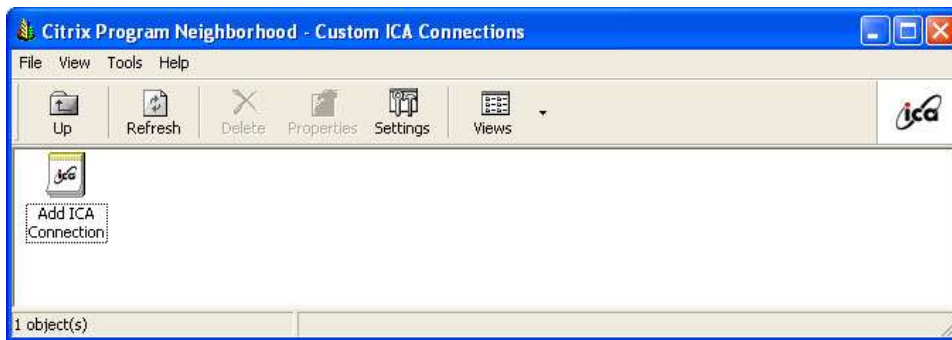 Citrix Program Neighborhood - Custom ICA Connections
File View Tools Help
Up Refresh Delete Properties Settings Views
ica
ica
Add ICA
Connection
1 object(s)